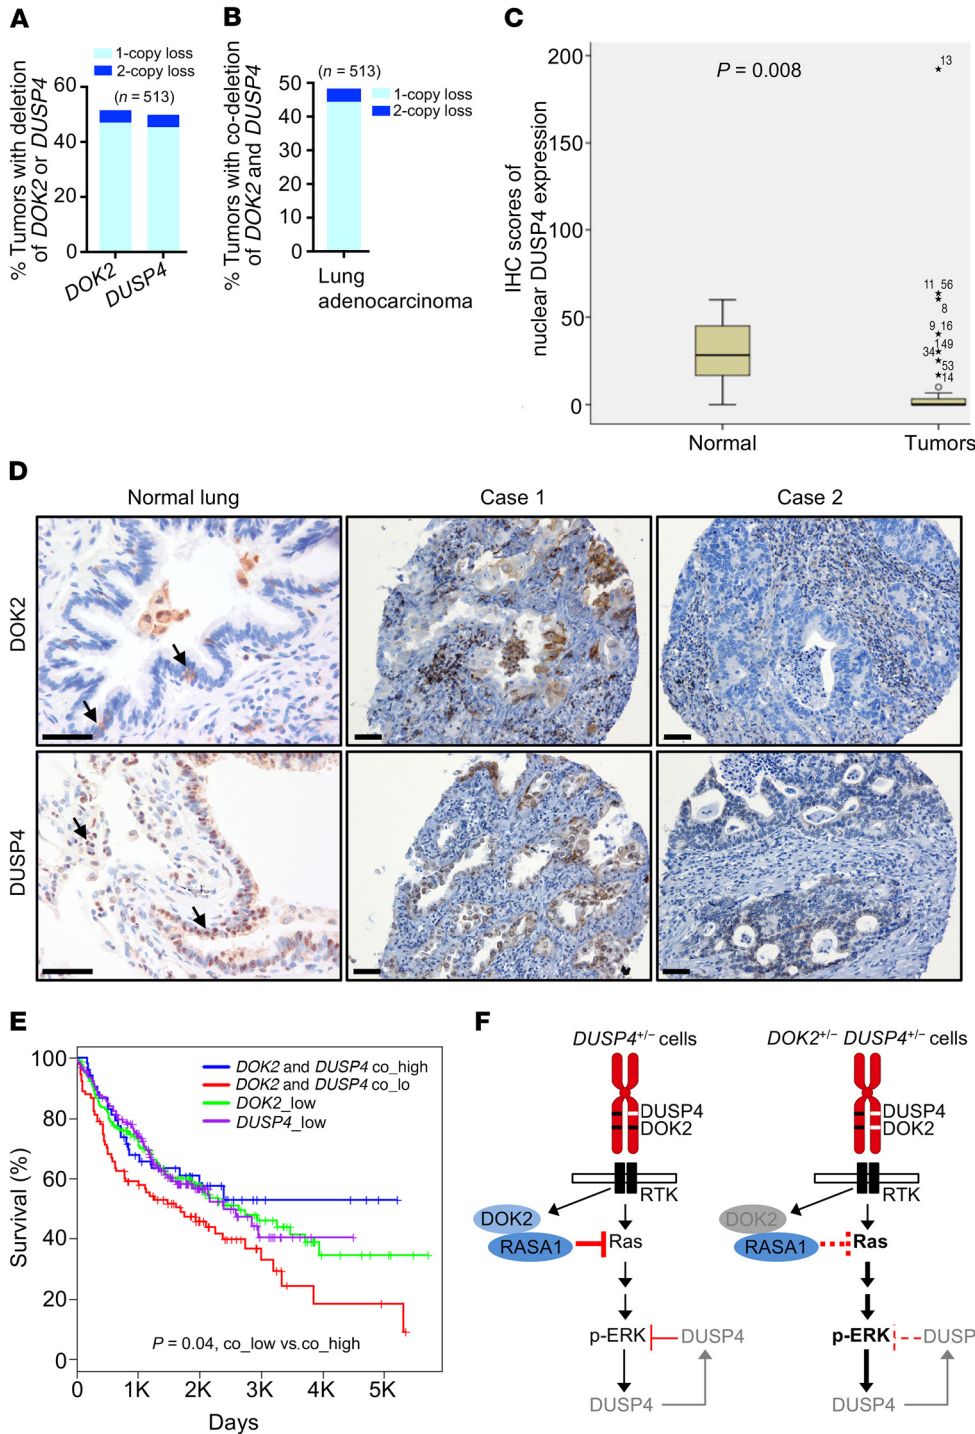 A
1-copy loss
2-copy loss
(n = 513)
% Tumors with deletion
of DOK2 or DUSP4
60
40
20
0
DOK2
DUSP4
B
(n = 513)
1-copy loss
2-copy loss
% Tumors with co-deletion
of DOK2 and DUSP4
50
40
30
20
10
0
Lung
adenocarcinoma
C
P = 0.008
IHC scores of
nuclear DUSP4 expression
200
150
100
50
0
13
11 56
8
9 16
149
34
53
14
Normal
Tumors
D
Normal lung
Case 1
Case 2
DOK2
DUSP4
E
Survival (%)
100
80
60
40
20
0
DOK2 and DUSP4 co_high
DOK2 and DUSP4 co_lo
DOK2_low
DUSP4_low
P = 0.04, co_low vs.co_high
0 1K 2K 3K 4K 5K
Days
F
DUSP4+/− cells
DUSP4
DOK2
RTK
DOK2
RASA1
Ras
p-ERK
DUSP4
DUSP4
DOK2+/− DUSP4+/− cells
DUSP4
DOK2
RTK
DOK2
RASA1
Ras
p-ERK
DUSP
DUSP4